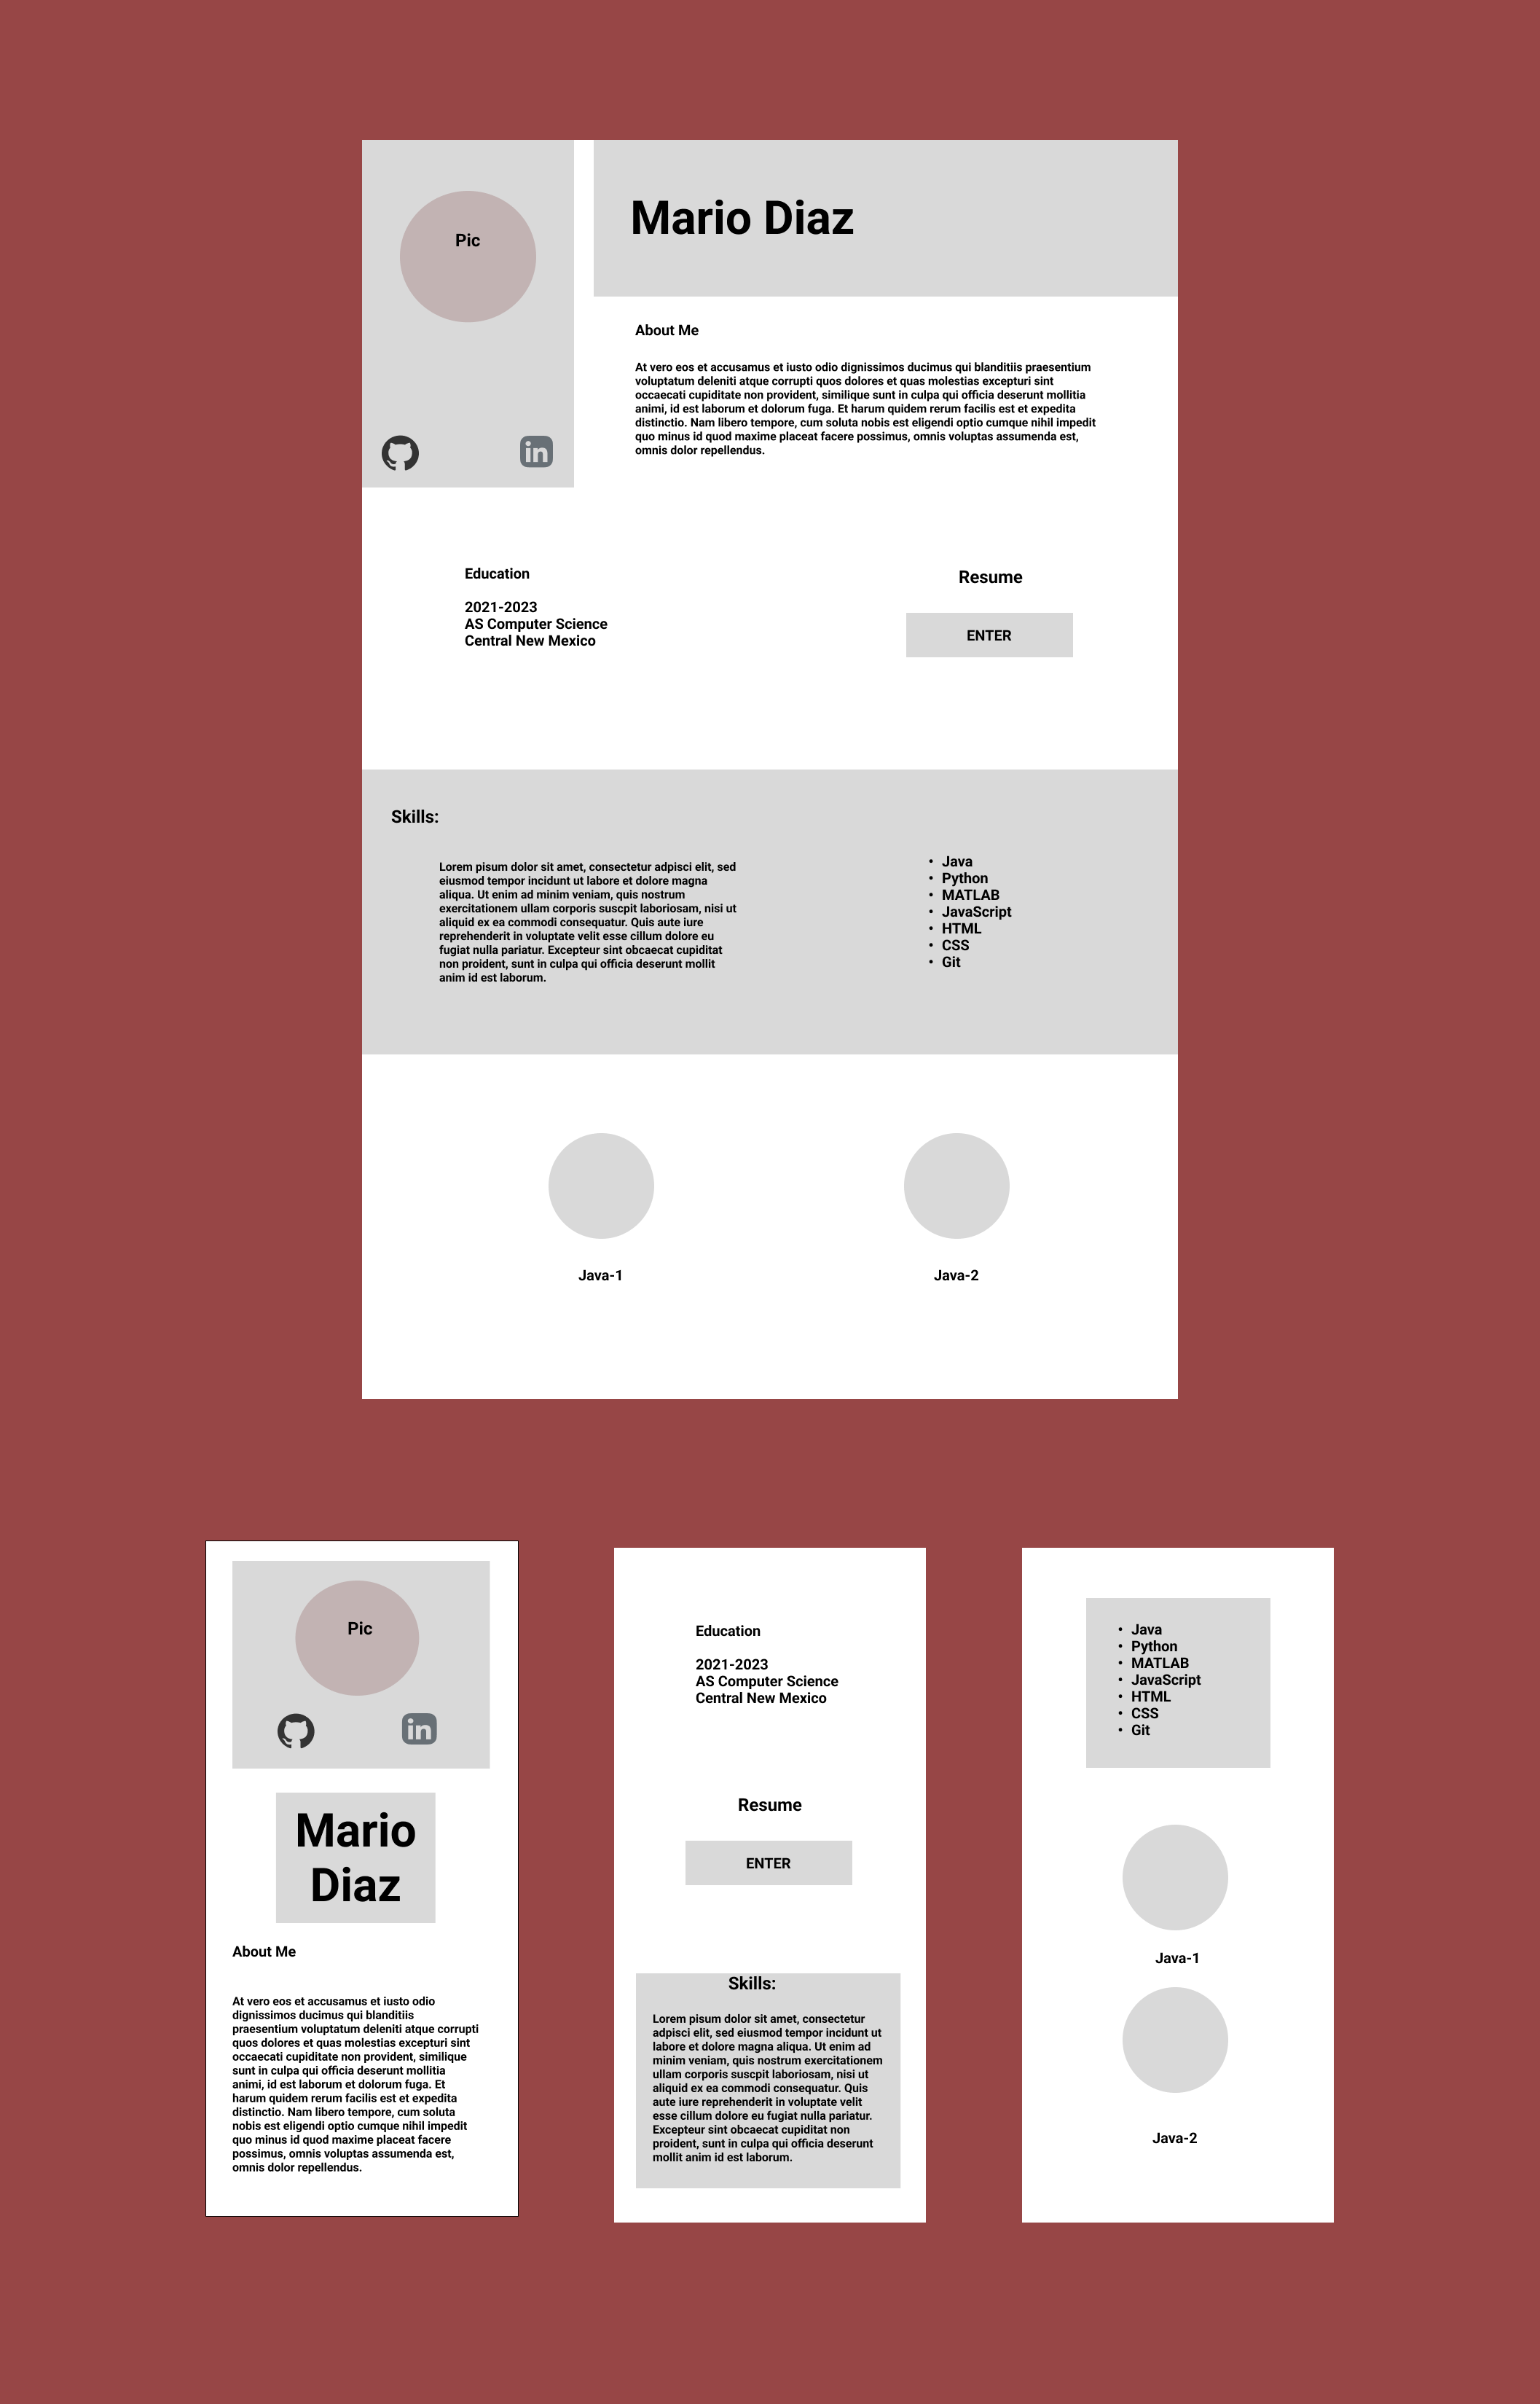 Pic
Mario Diaz
About Me
At vero eos et accusamus et iusto odio dignissimos ducimus qui blanditiis praesentium
voluptatum deleniti atque corrupti quos dolores et quas molestias excepturi sint
occaecati cupiditate non provident, similique sunt in culpa qui officia deserunt mollitia
animi, id est laborum et dolorum fuga. Et harum quidem rerum facilis est et expedita
distinctio. Nam libero tempore, cum soluta nobis est eligendi optio cumque nihil impedit
quo minus id quod maxime placeat facere possimus, omnis voluptas assumenda est,
omnis dolor repellendus.
in
Education
2021-2023
AS Computer Science
Central New Mexico
Resume
ENTER
Skills:
Lorem pisum dolor sit amet, consectetur adpisci elit, sed
eiusmod tempor incidunt ut labore et dolore magna
aliqua. Ut enim ad minim veniam, quis nostrum
exercitationem ullam corporis suscpit laboriosam, nisi ut
aliquid ex ea commodi consequatur. Quis aute iure
reprehenderit in voluptate velit esse cillum dolore eu
fugiat nulla pariatur. Excepteur sint obcaecat cupiditat
non proident, sunt in culpa qui officia deserunt mollit
anim id est laborum.
• Java
• Python
• MATLAB
• JavaScript
• HTML
• CSS
• Git
Java-1
Java-2
Pic
in
Mario
Diaz
About Me
At vero eos et accusamus et iusto odio
dignissimos ducimus qui blanditiis
praesentium voluptatum deleniti atque corrupti
quos dolores et quas molestias excepturi sint
occaecati cupiditate non provident, similique
sunt in culpa qui officia deserunt mollitia
animi, id est laborum et dolorum fuga. Et
harum quidem rerum facilis est et expedita
distinctio. Nam libero tempore, cum soluta
nobis est eligendi optio cumque nihil impedit
quo minus id quod maxime placeat facere
possimus, omnis voluptas assumenda est,
omnis dolor repellendus.
Education
2021-2023
AS Computer Science
Central New Mexico
Resume
ENTER
Skills:
Lorem pisum dolor sit amet, consectetur
adpisci elit, sed eiusmod tempor incidunt ut
labore et dolore magna aliqua. Ut enim ad
minim veniam, quis nostrum exercitationem
ullam corporis suscpit laboriosam, nisi ut
aliquid ex ea commodi consequatur. Quis
aute iure reprehenderit in voluptate velit
esse cillum dolore eu fugiat nulla pariatur.
Excepteur sint obcaecat cupiditat non
proident, sunt in culpa qui officia deserunt
mollit anim id est laborum.
• Java
• Python
• MATLAB
• JavaScript
• HTML
• CSS
• Git
Java-1
Java-2